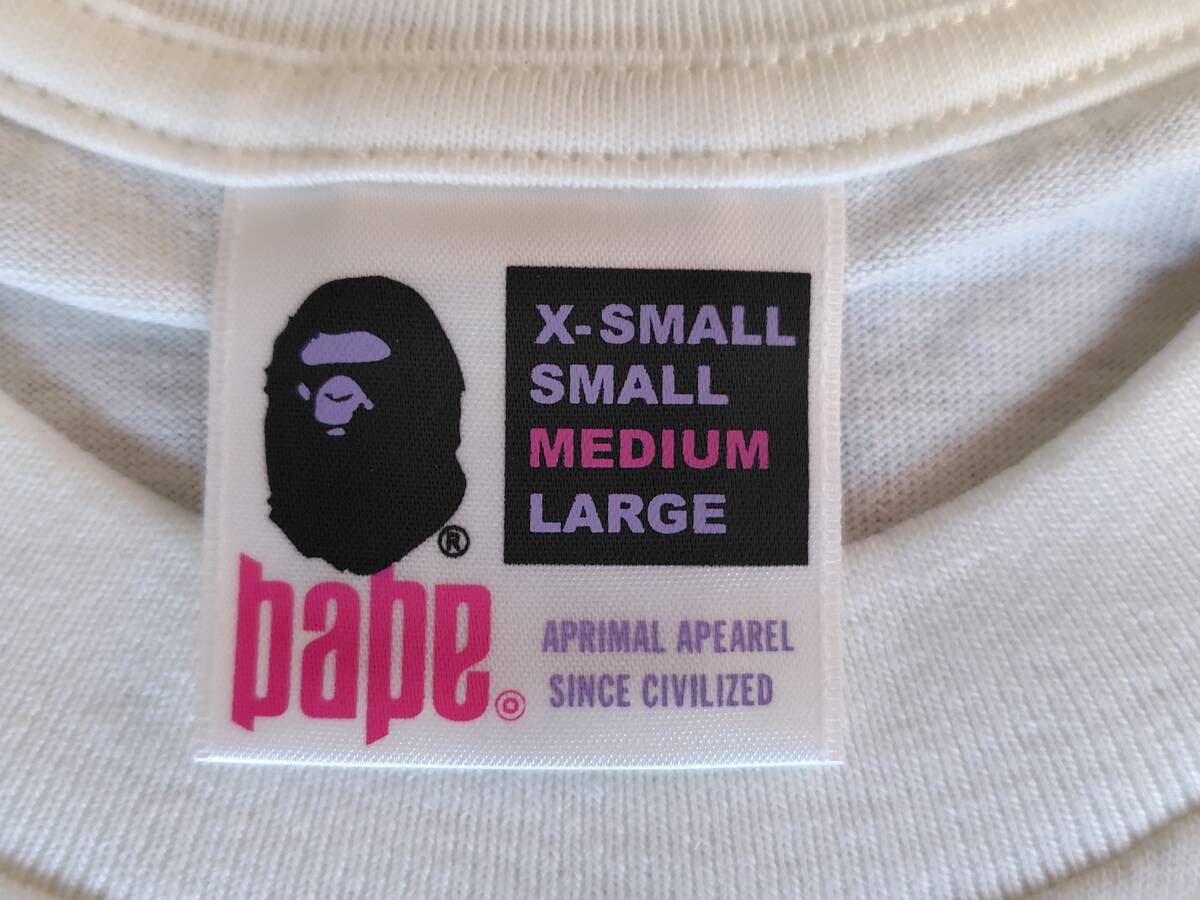 X-SMALL
SMALL
MEDIUM
LARGE
®
bape
APRIMAL APEAREL
SINCE CIVILIZED